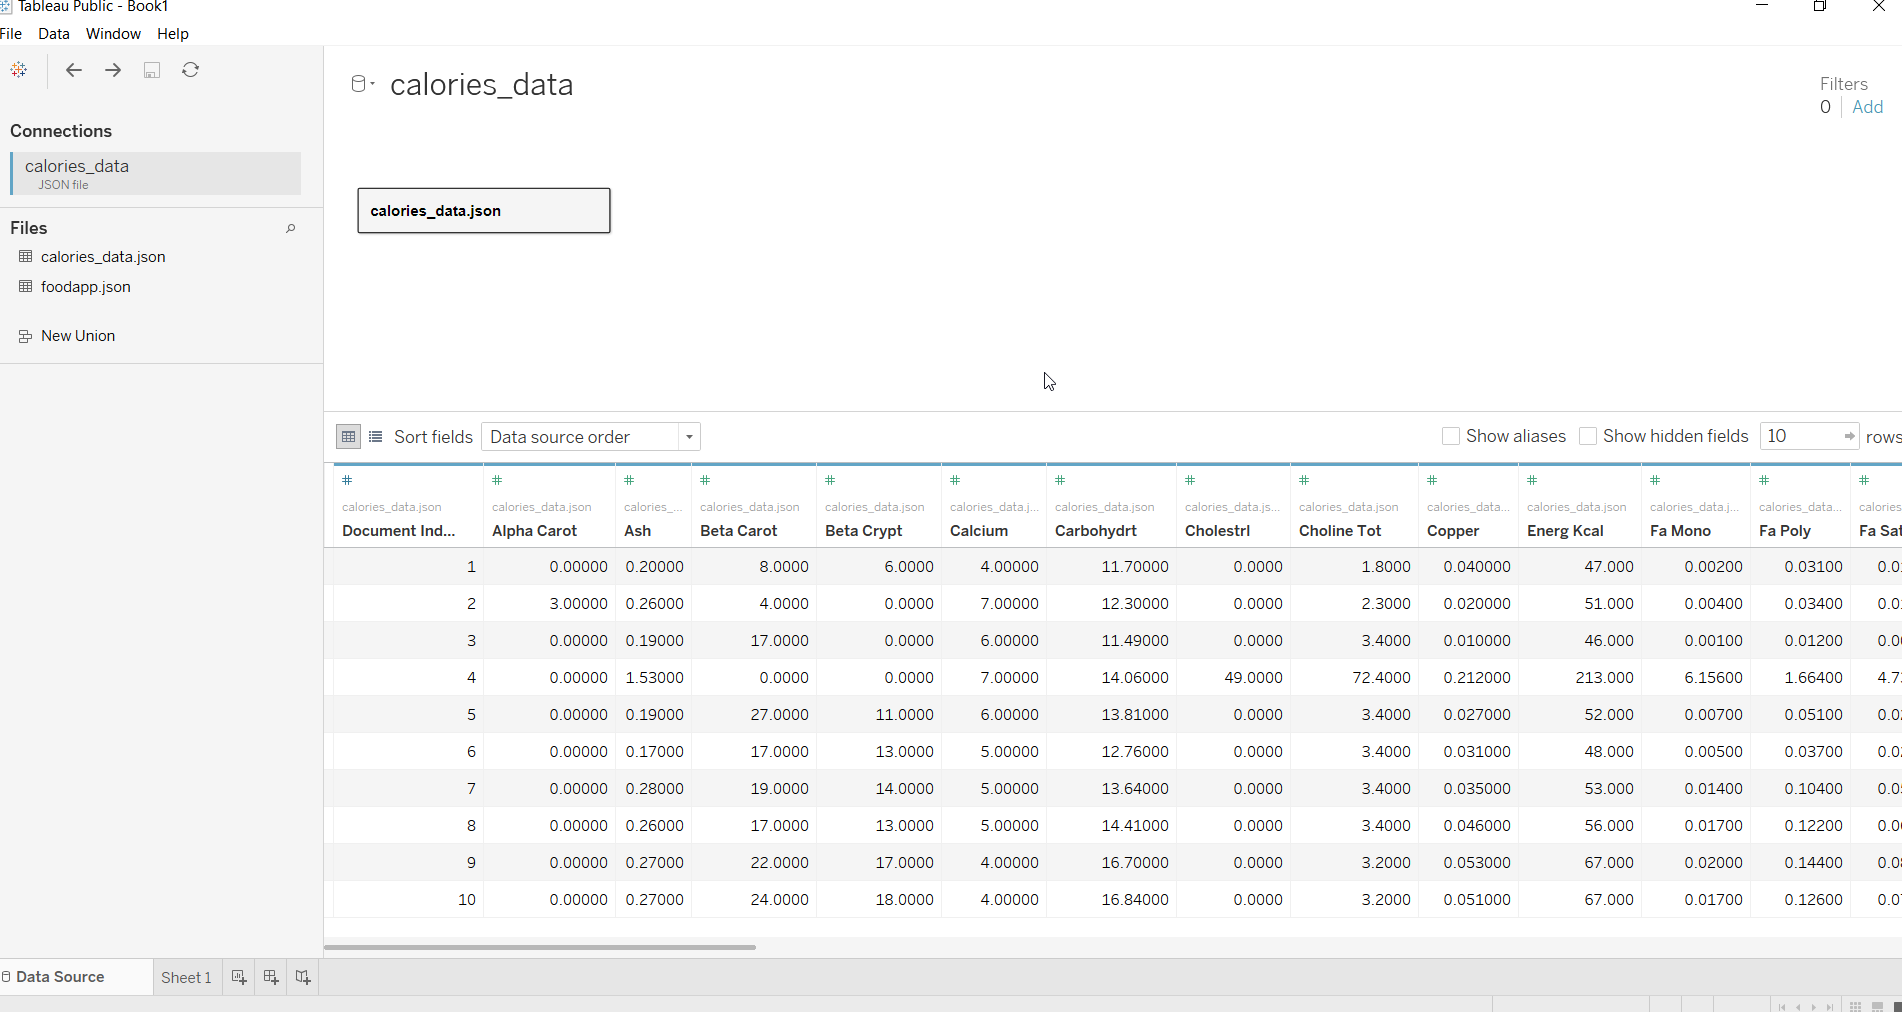 Tableau Public - Book1
File Data Window Help
calories_data
Filters
0 Add
Connections
calories_data
JSON file
Files
calories_data.json
foodapp.json
New Union
calories_data.json
Sort fields Data source order Show aliases Show hidden fields 10 rows
# # # # # # # # # # # # # #
calories_data.json calories_data.json calories_... calories_data.json calories_data.json calories_data.j... calories_data.json calories_data.js... calories_data.json calories_data... calories_data.json calories_data.j... calories_data... calories
Document Ind... Alpha Carot Ash Beta Carot Beta Crypt Calcium Carbohydrt Cholestrl Choline Tot Copper Energ Kcal Fa Mono Fa Poly Fa Sat
1 0.00000 0.20000 8.0000 6.0000 4.00000 11.70000 0.0000 1.8000 0.040000 47.000 0.00200 0.03100
2 3.00000 0.26000 4.0000 0.0000 7.00000 12.30000 0.0000 2.3000 0.020000 51.000 0.00400 0.03400
3 0.00000 0.19000 17.0000 0.0000 6.00000 11.49000 0.0000 3.4000 0.010000 46.000 0.00100 0.01200
4 0.00000 1.53000 0.0000 0.0000 7.00000 14.06000 49.0000 72.4000 0.212000 213.000 6.15600 1.66400
5 0.00000 0.19000 27.0000 11.0000 6.00000 13.81000 0.0000 3.4000 0.027000 52.000 0.00700 0.05100
6 0.00000 0.17000 17.0000 13.0000 5.00000 12.76000 0.0000 3.4000 0.031000 48.000 0.00500 0.03700
7 0.00000 0.28000 19.0000 14.0000 5.00000 13.64000 0.0000 3.4000 0.035000 53.000 0.01400 0.10400
8 0.00000 0.26000 17.0000 13.0000 5.00000 14.41000 0.0000 3.4000 0.046000 56.000 0.01700 0.12200
9 0.00000 0.27000 22.0000 17.0000 4.00000 16.70000 0.0000 3.2000 0.053000 67.000 0.02000 0.14400
10 0.00000 0.27000 24.0000 18.0000 4.00000 16.84000 0.0000 3.2000 0.051000 67.000 0.01700 0.12600
Data Source Sheet 1